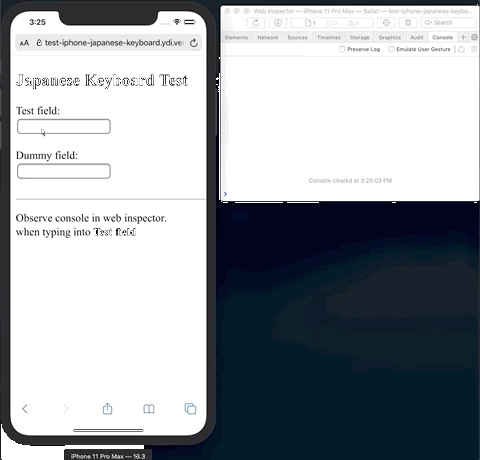 3:25
AA test-iphone-japanese-keyboard.ydi.ve
Japanese Keyboard Test
Test field:
Dummy field:
Observe console in web inspector.
when typing into Test field
iPhone 11 Pro Max — 16.3
Web Inspector — iPhone 11 Pro Max — Safari — test-iphone-japanese-keybo...
1
0
Search
Elements Network Sources Timelines Storage Graphics Audit Console
Preserve Log Emulate User Gesture
Console cleared at 3:25:03 PM